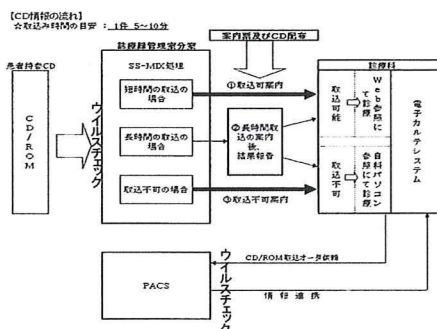 【CD情報の流れ】
☆取込み時間の目安：1件 5～10分
案内票及びCD配布
診療録管理室分室
患者持参CD
CD/ROM
ウイルスチェック
SS-MIX処理
短時間の取込の
場合
長時間の取込の
場合
取込不可の場合
①取込可案内
②長時間取
込の案内
後、
結果報告
③取込不可案内
診療科
取込可能
Web参照に
て診療
取込不可
自科パソコン
参照にて診療
電子カルテシステム
CD/ROM取込オーダ依頼
PACS
ウイルスチェック
情報連携